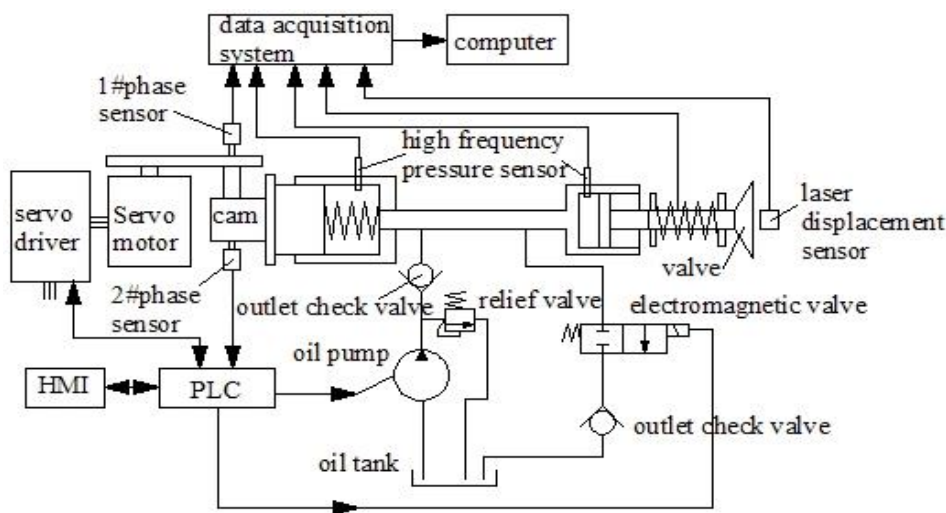 data acquisition
system
computer
1#phase
sensor
high frequency
pressure sensor
servo
driver
Servo
motor
cam
laser
displacement
sensor
valve
2#phase
sensor
outlet check valve
relief valve
electromagnetic valve
oil pump
HMI
PLC
outlet check valve
oil tank